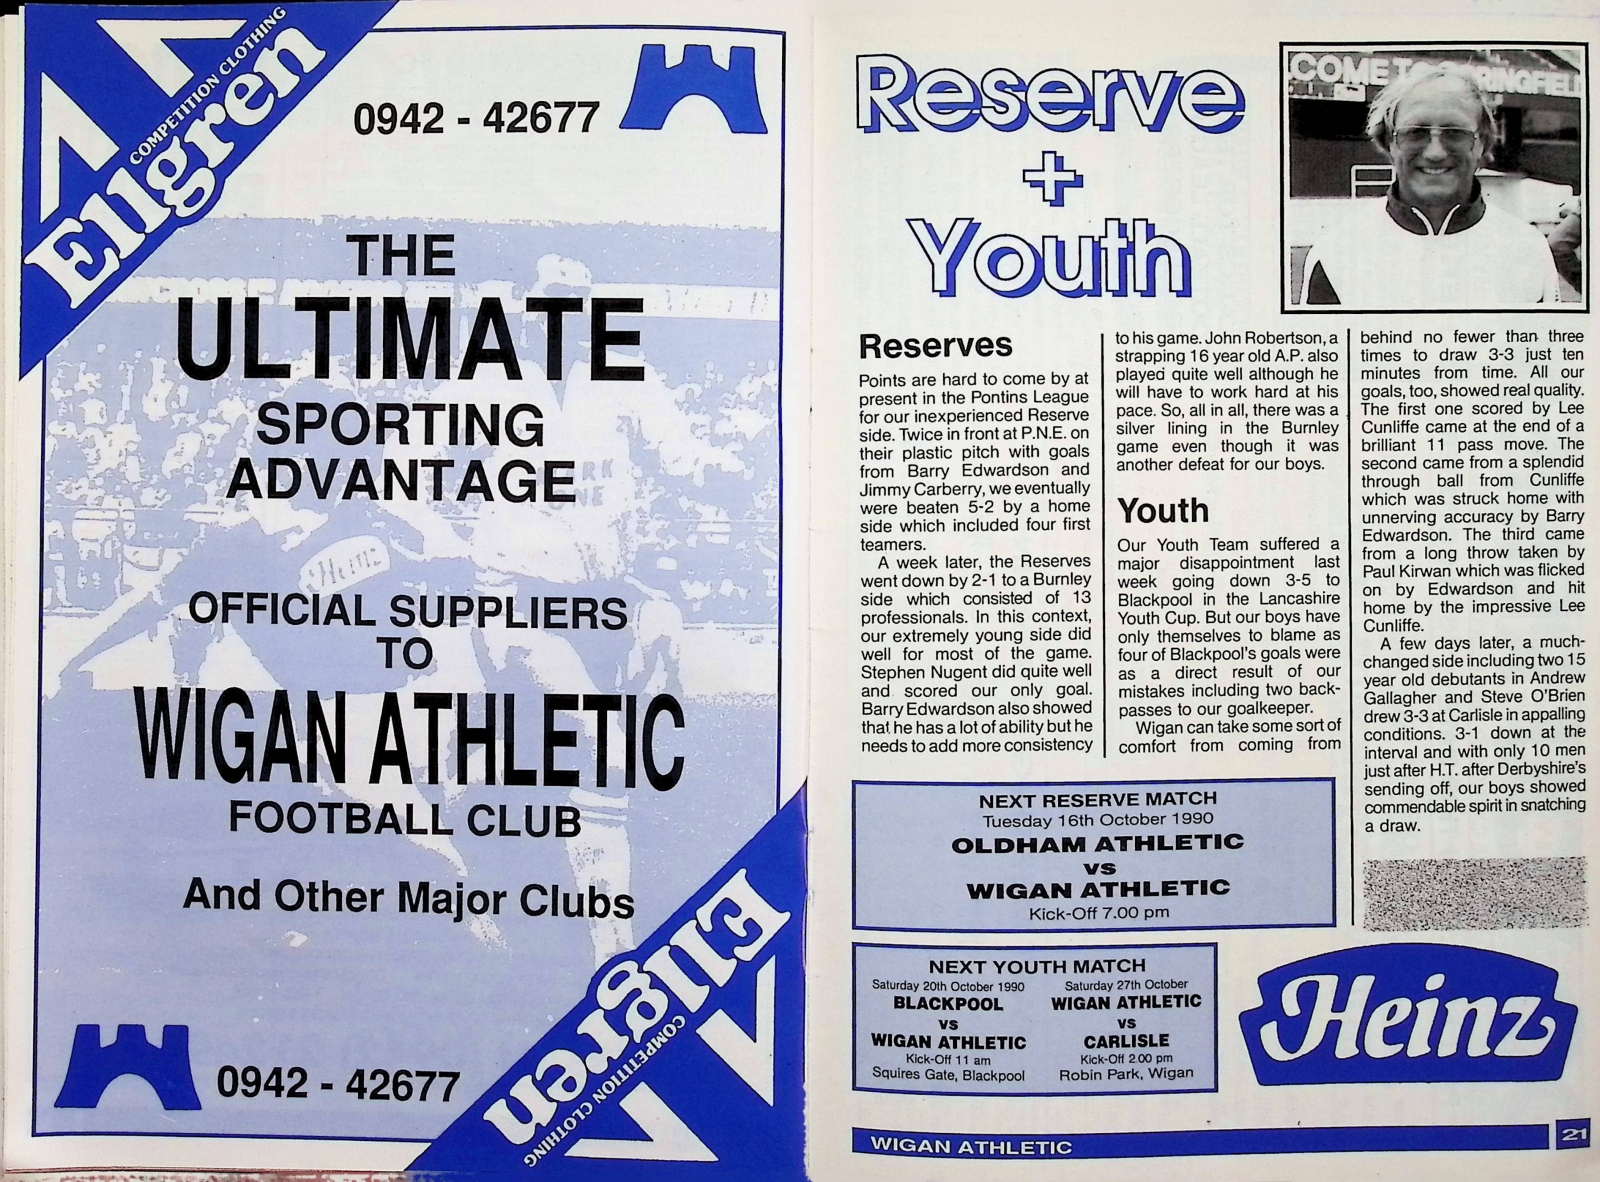 Ellgren
COMPETITION CLOTHING
0942 - 42677
THE
ULTIMATE
SPORTING
ADVANTAGE
Heinz
OFFICIAL SUPPLIERS
TO
WIGAN ATHLETIC
FOOTBALL CLUB
And Other Major Clubs
0942 - 42677
Ellgren
COMPETITION CLOTHING
Reserve
+
Youth
COME TO SPRINGFIEL
Reserves
Points are hard to come by at
present in the Pontins League
for our inexperienced Reserve
side. Twice in front at P.N.E. on
their plastic pitch with goals
from Barry Edwardson and
Jimmy Carberry, we eventually
were beaten 5-2 by a home
side which included four first
teamers.
A week later, the Reserves
went down by 2-1 to a Burnley
side which consisted of 13
professionals. In this context,
our extremely young side did
well for most of the game.
Stephen Nugent did quite well
and scored our only goal.
Barry Edwardson also showed
that he has a lot of ability but he
needs to add more consistency
to his game. John Robertson, a
strapping 16 year old A.P. also
played quite well although he
will have to work hard at his
pace. So, all in all, there was a
silver lining in the Burnley
game even though it was
another defeat for our boys.
Youth
Our Youth Team suffered a
major disappointment last
week going down 3-5 to
Blackpool in the Lancashire
Youth Cup. But our boys have
only themselves to blame as
four of Blackpool's goals were
as a direct result of our
mistakes including two back-
passes to our goalkeeper.
Wigan can take some sort of
comfort from coming from
behind no fewer than three
times to draw 3-3 just ten
minutes from time. All our
goals, too, showed real quality.
The first one scored by Lee
Cunliffe came at the end of a
brilliant 11 pass move. The
second came from a splendid
through ball from Cunliffe
which was struck home with
unnerving accuracy by Barry
Edwardson. The third came
from a long throw taken by
Paul Kirwan which was flicked
on by Edwardson and hit
home by the impressive Lee
Cunliffe.
A few days later, a much-
changed side including two 15
year old debutants in Andrew
Gallagher and Steve O'Brien
drew 3-3 at Carlisle in appalling
conditions. 3-1 down at the
interval and with only 10 men
just after H.T. after Derbyshire's
sending off, our boys showed
commendable spirit in snatching
a draw.
NEXT RESERVE MATCH
Tuesday 16th October 1990
OLDHAM ATHLETIC
VS
WIGAN ATHLETIC
Kick-Off 7.00 pm
NEXT YOUTH MATCH
Saturday 20th October 1990
BLACKPOOL
VS
WIGAN ATHLETIC
Kick-Off 11 am
Squires Gate, Blackpool
Saturday 27th October
WIGAN ATHLETIC
VS
CARLISLE
Kick-Off 2.00 pm
Robin Park, Wigan
Heinz
WIGAN ATHLETIC
21